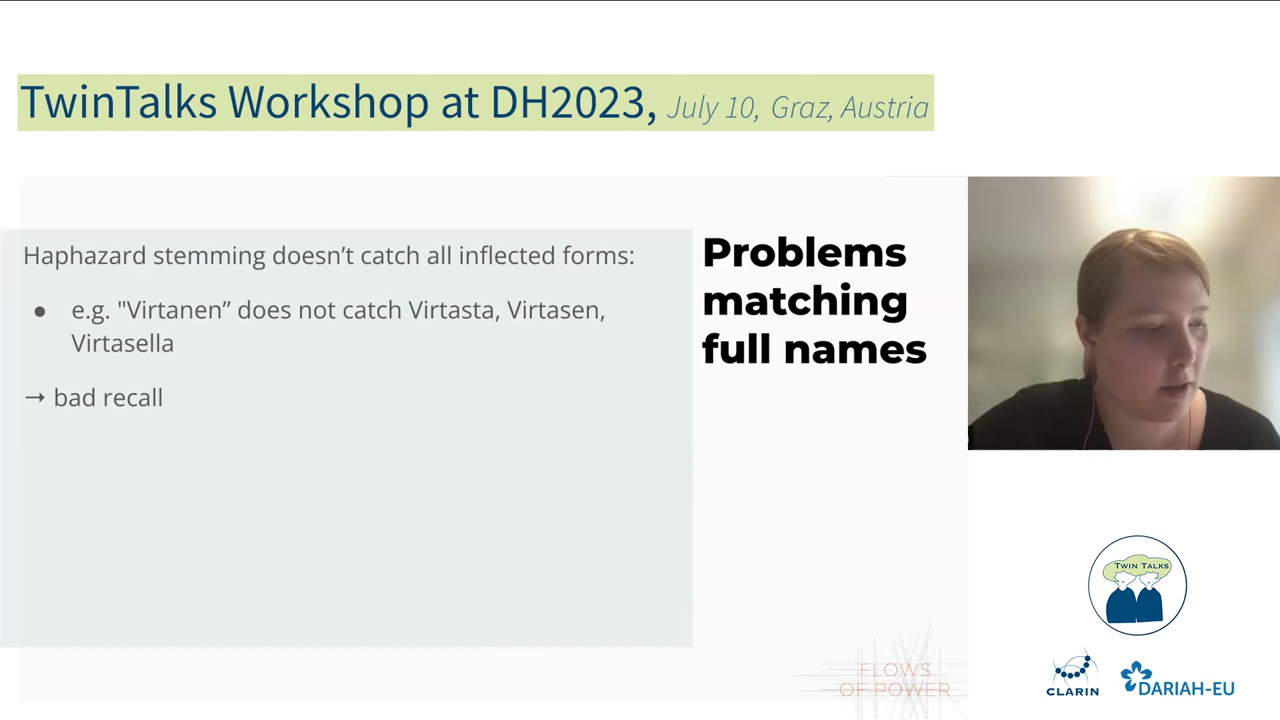 TwinTalks Workshop at DH2023, July 10, Graz, Austria
Haphazard stemming doesn’t catch all inflected forms:
● e.g. "Virtanen” does not catch Virtasta, Virtasen,
Virtasella
→ bad recall
Problems
matching
full names
FLOWS
OF POWER
TWIN TALKS
CLARIN
DARIAH-EU